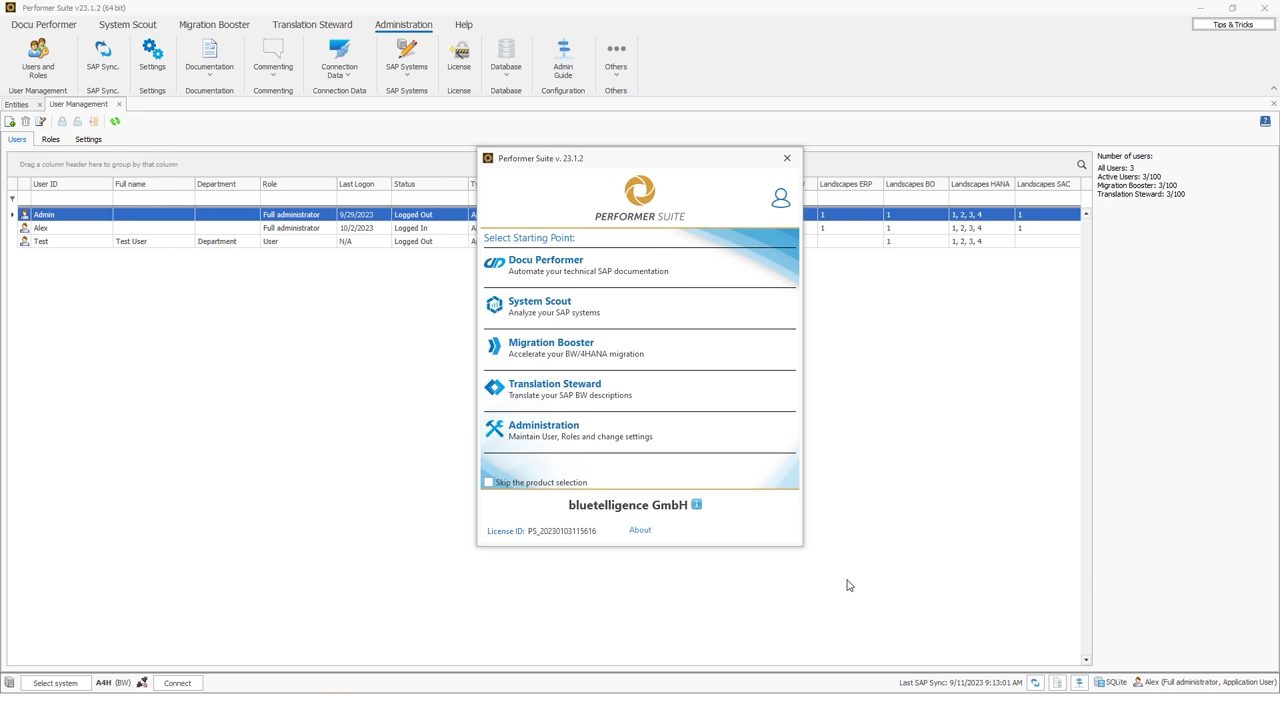 Performer Suite v23.1.2 (64 bit)
Docu Performer System Scout Migration Booster Translation Steward Administration Help
Tips & Tricks
Users and Roles
SAP Sync.
Settings
Documentation
Commenting
Connection Data
SAP Systems
License
Database
Admin Guide
Others
User Management SAP Sync. Settings Documentation Commenting Connection Data SAP Systems License Database Configuration Others
Entities User Management
Users Roles Settings
Drag a column header here to group by that column
User ID Full name Department Role Last Logon Status Landscapes ERP Landscapes BO Landscapes HANA Landscapes SAC
Admin Full administrator 9/29/2023 Logged Out 1 1 1, 2, 3, 4 1
Alex Full administrator 10/2/2023 Logged In 1 1 1, 2, 3, 4 1
Test Test User Department User N/A Logged Out 1 1, 2, 3, 4
Number of users:
All Users: 3
Active Users: 3/100
Migration Booster: 3/100
Translation Steward: 3/100
Performer Suite v. 23.1.2
PERFORMER SUITE
Select Starting Point:
Docu Performer
Automate your technical SAP documentation
System Scout
Analyze your SAP systems
Migration Booster
Accelerate your BW/4HANA migration
Translation Steward
Translate your SAP BW descriptions
Administration
Maintain User, Roles and change settings
Skip the product selection
bluetelligence GmbH
License ID: PS_20230103115616 About
Select system A4H (BW) Connect Last SAP Sync: 9/11/2023 9:13:01 AM SQLite Alex (Full administrator, Application User)